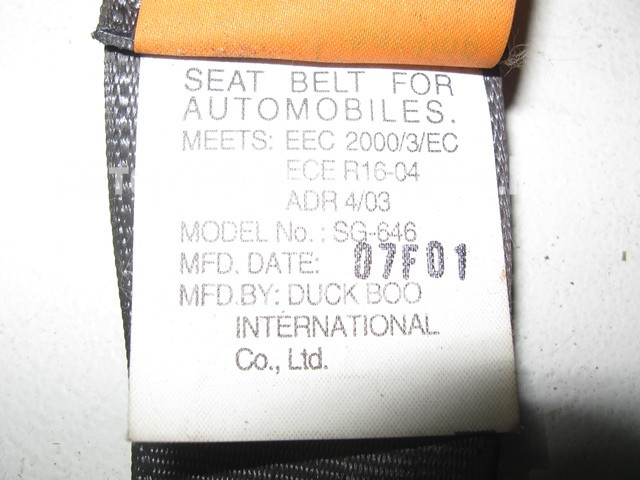 SEAT BELT FOR
AUTOMOBILES.
MEETS: EEC 2000/3/EC
ECE R16-04
ADR 4/03
MODEL No.: SG-646
MFD. DATE: 07F01
MFD.BY: DUCK BOO
INTERNATIONAL
Co., Ltd.